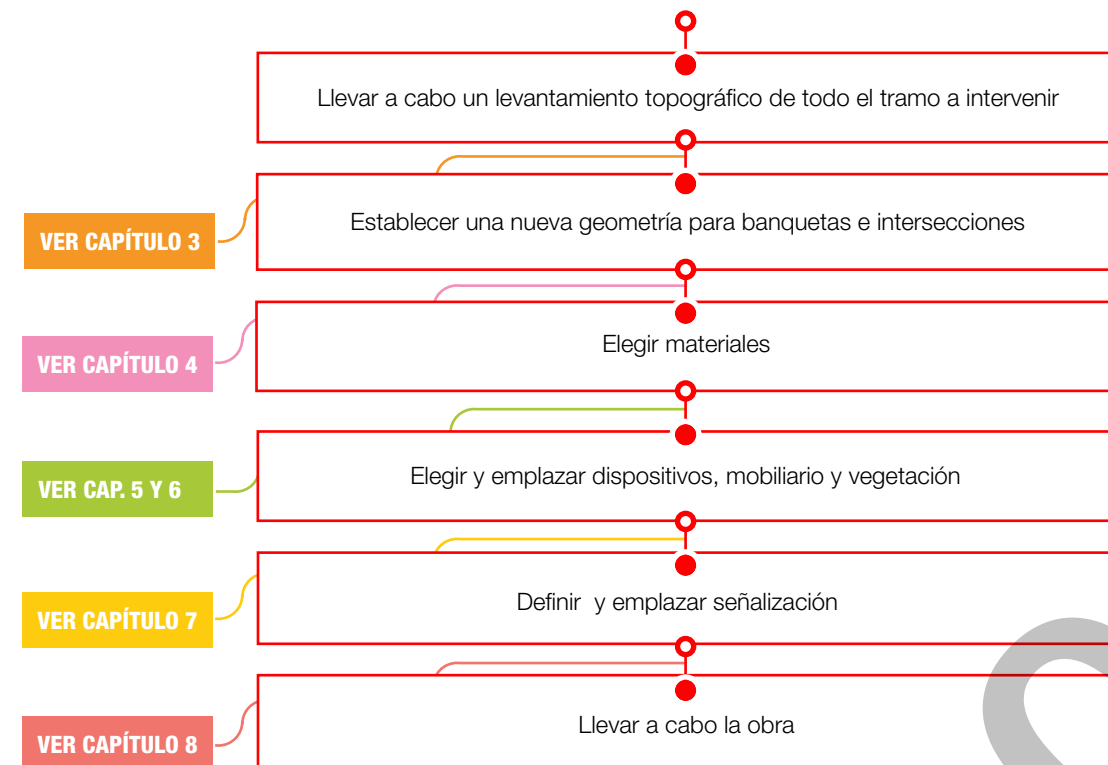 Llevar a cabo un levantamiento topográfico de todo el tramo a intervenir
VER CAPÍTULO 3
Establecer una nueva geometría para banquetas e intersecciones
VER CAPÍTULO 4
Elegir materiales
VER CAP. 5 Y 6
Elegir y emplazar dispositivos, mobiliario y vegetación
VER CAPÍTULO 7
Definir y emplazar señalización
VER CAPÍTULO 8
Llevar a cabo la obra